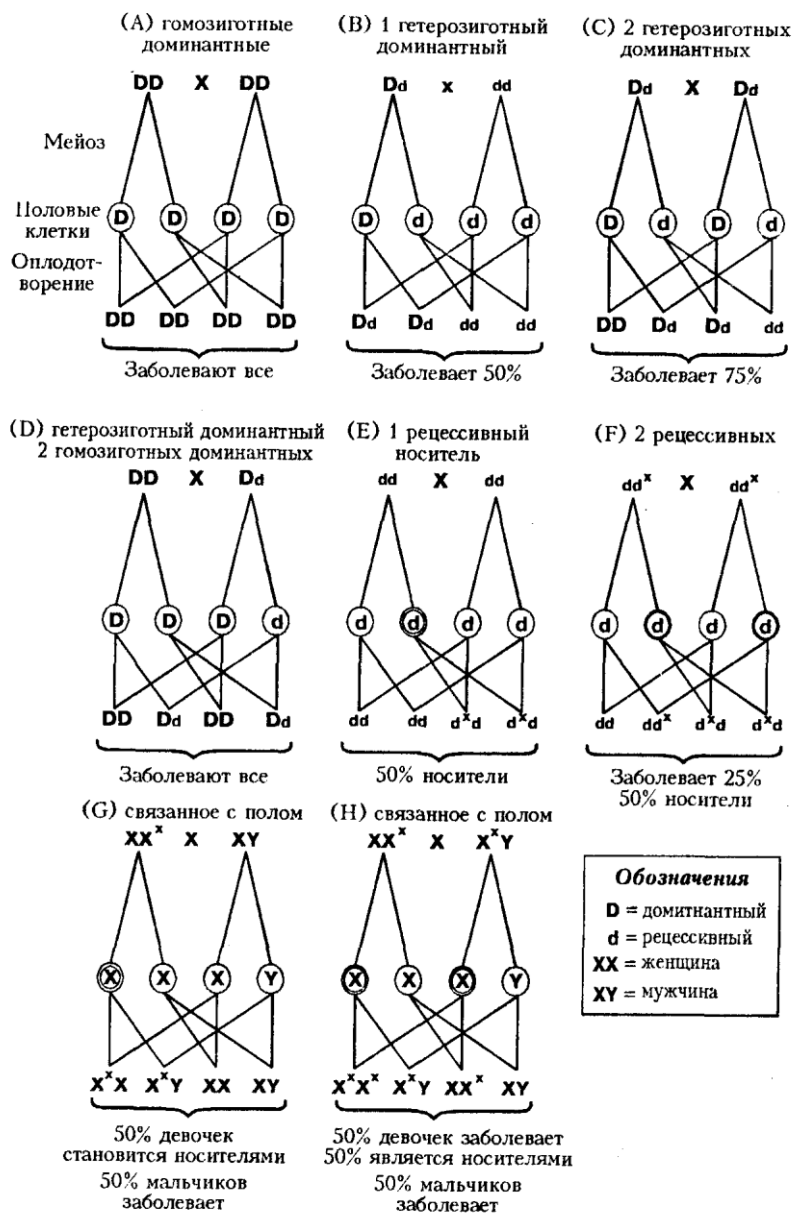 (A) гомозиготные
доминантные
DD X DD
Мейоз
Половые
клетки
D D D D
Оплодот-
ворение
DD DD DD DD
Заболевают все
(B) 1 гетерозиготный
доминантный
Dd x dd
D d d d
Dd Dd dd dd
Заболевает 50%
(C) 2 гетерозиготных
доминантных
Dd X Dd
D d D d
DD Dd Dd dd
Заболевает 75%
(D) гетерозиготный доминантный
2 гомозиготных доминантных
DD X Dd
D D D d
DD Dd DD Dd
Заболевают все
(E) 1 рецессивный
носитель
dd X dd
d d d d
dd dd dˣd dˣd
50% носители
(F) 2 рецессивных
ddˣ X ddˣ
d d d d
dd ddˣ dˣd dˣd
Заболевает 25%
50% носители
(G) связанное с полом
XXˣ X XY
X X X Y
XˣX XˣY XX XY
50% девочек
становится носителями
50% мальчиков
заболевает
(H) связанное с полом
XXˣ X XˣY
X X X Y
XˣXˣ XˣY XXˣ XY
50% девочек заболевает
50% является носителями
50% мальчиков
заболевает
Обозначения
D = домитнантный
d = рецессивный
XX = женщина
XY = мужчина